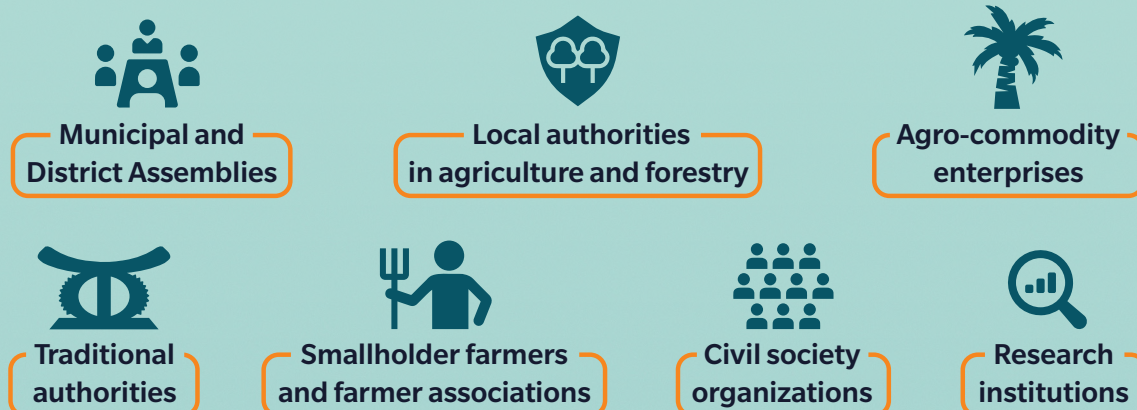 Municipal and
District Assemblies
Local authorities
in agriculture and forestry
Agro-commodity
enterprises
Traditional
authorities
Smallholder farmers
and farmer associations
Civil society
organizations
Research
institutions